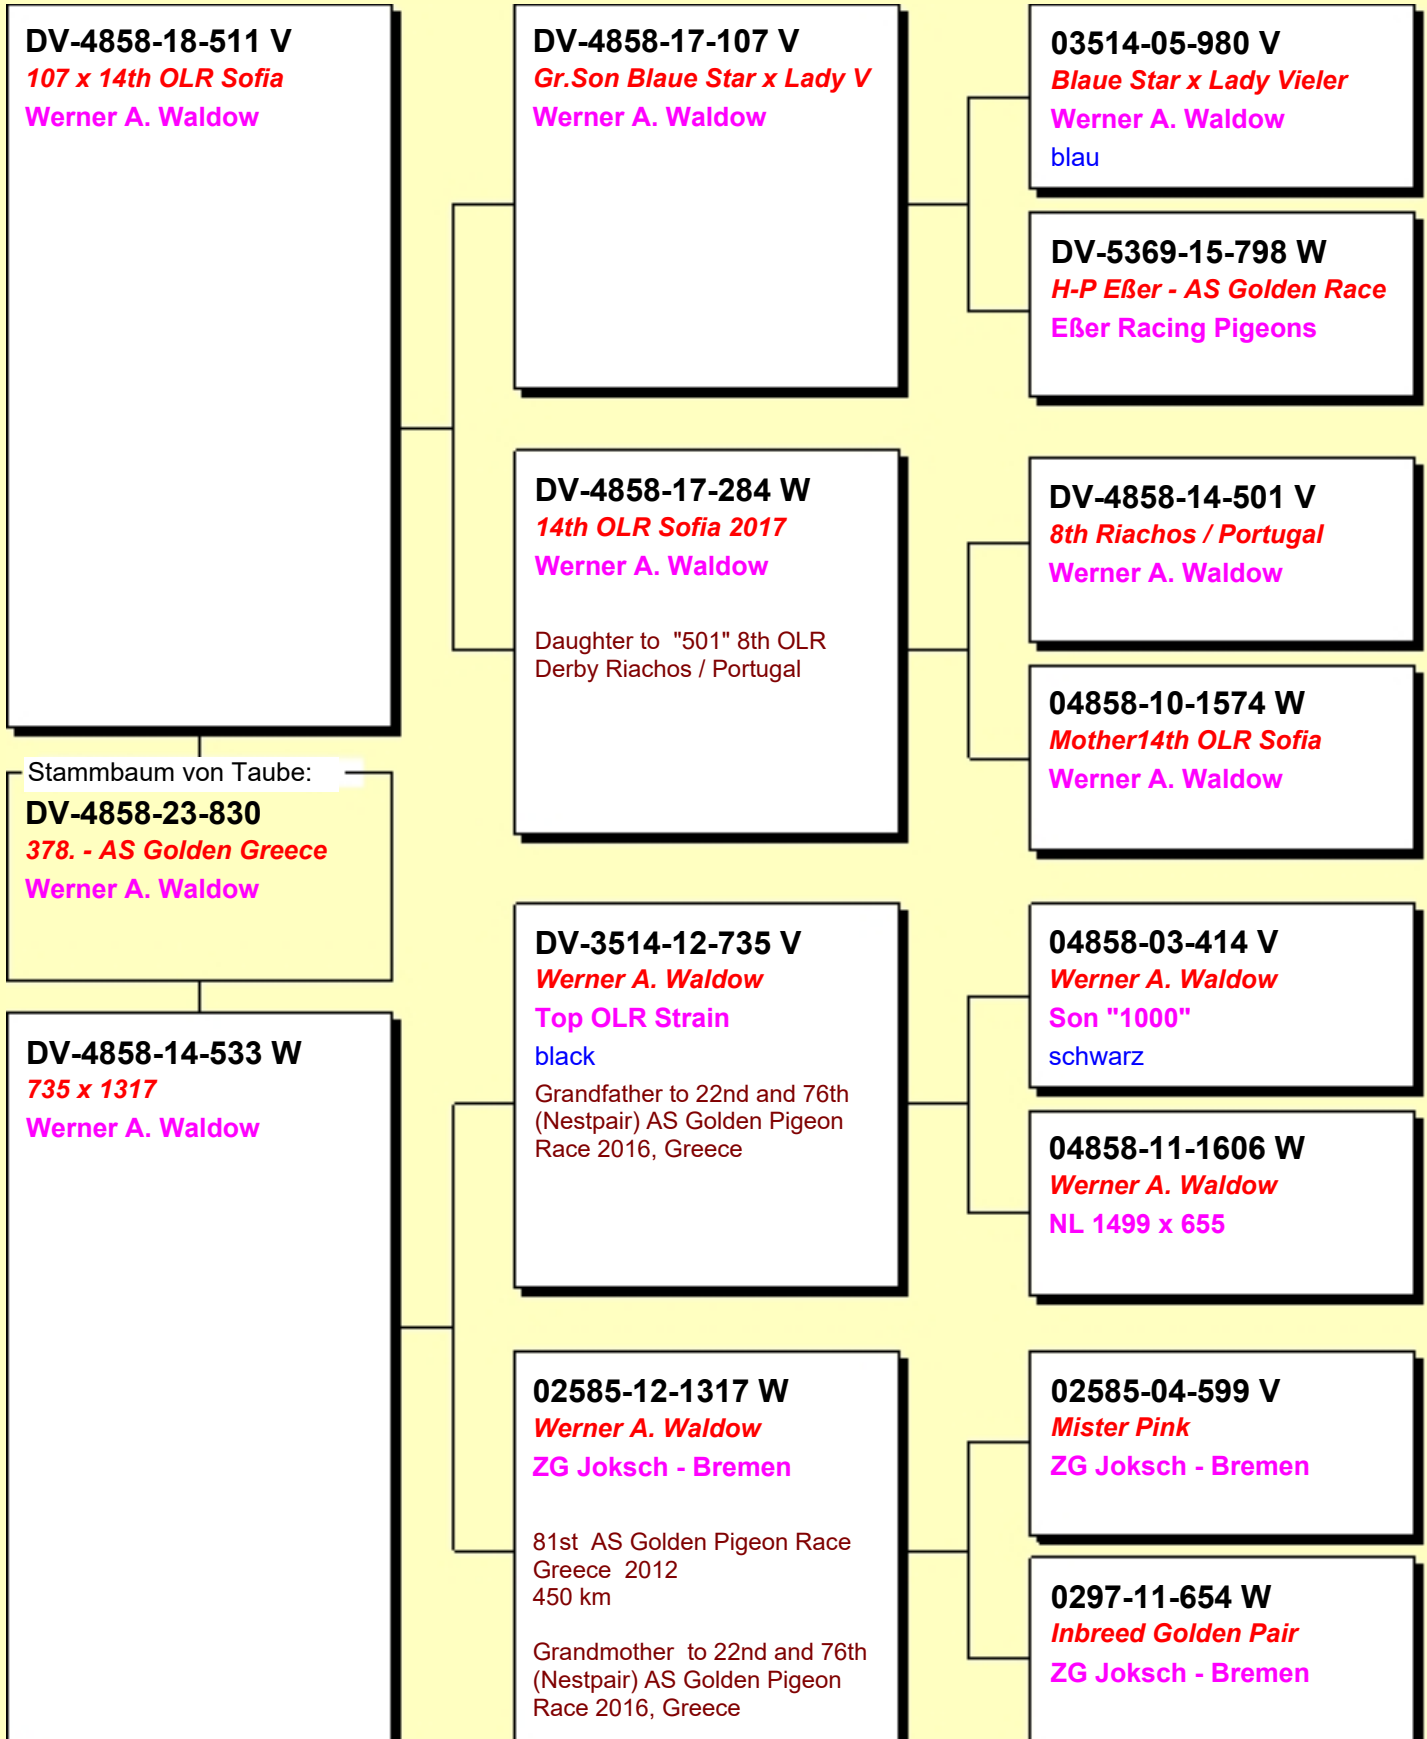 DV-4858-18-511 V
107 x 14th OLR Sofia
Werner A. Waldow
Stammbaum von Taube:
DV-4858-23-830
378. - AS Golden Greece
Werner A. Waldow
DV-4858-14-533 W
735 x 1317
Werner A. Waldow
DV-4858-17-107 V
Gr.Son Blaue Star x Lady V
Werner A. Waldow
DV-4858-17-284 W
14th OLR Sofia 2017
Werner A. Waldow
Daughter to "501" 8th OLR
Derby Riachos / Portugal
DV-3514-12-735 V
Werner A. Waldow
Top OLR Strain
black
Grandfather to 22nd and 76th
(Nestpair) AS Golden Pigeon
Race 2016, Greece
02585-12-1317 W
Werner A. Waldow
ZG Joksch - Bremen
81st AS Golden Pigeon Race
Greece 2012
450 km
Grandmother to 22nd and 76th
(Nestpair) AS Golden Pigeon
Race 2016, Greece
03514-05-980 V
Blaue Star x Lady Vieler
Werner A. Waldow
blau
DV-5369-15-798 W
H-P Eßer - AS Golden Race
Eßer Racing Pigeons
DV-4858-14-501 V
8th Riachos / Portugal
Werner A. Waldow
04858-10-1574 W
Mother14th OLR Sofia
Werner A. Waldow
04858-03-414 V
Werner A. Waldow
Son "1000"
schwarz
04858-11-1606 W
Werner A. Waldow
NL 1499 x 655
02585-04-599 V
Mister Pink
ZG Joksch - Bremen
0297-11-654 W
Inbreed Golden Pair
ZG Joksch - Bremen